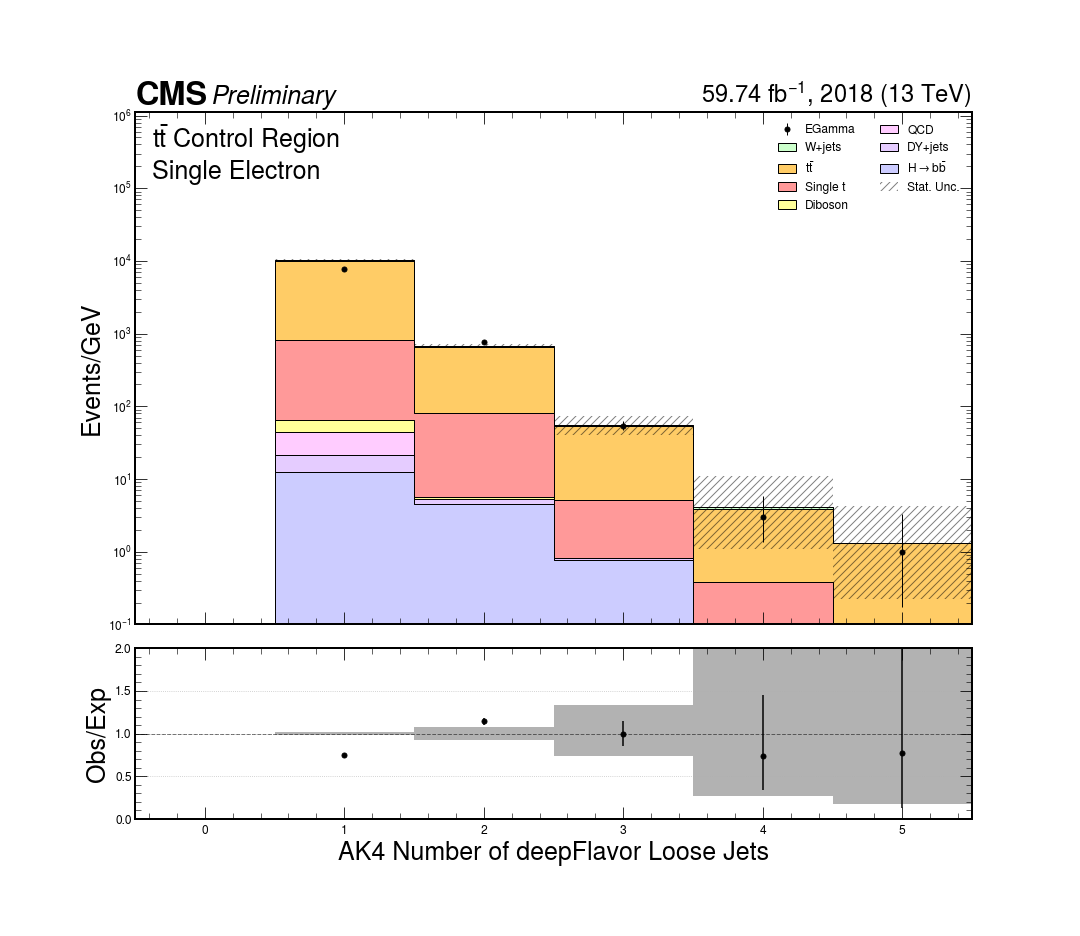 CMS Preliminary
59.74 fb⁻¹, 2018 (13 TeV)
tt̄ Control Region
Single Electron
EGamma
W+jets
tt̄
Single t
Diboson
QCD
DY+jets
H→bb̄
Stat. Unc.
Events/GeV
10⁶
10⁵
10⁴
10³
10²
10¹
10⁰
10⁻¹
Obs/Exp
2.0
1.5
1.0
0.5
0.0
0 1 2 3 4 5
AK4 Number of deepFlavor Loose Jets